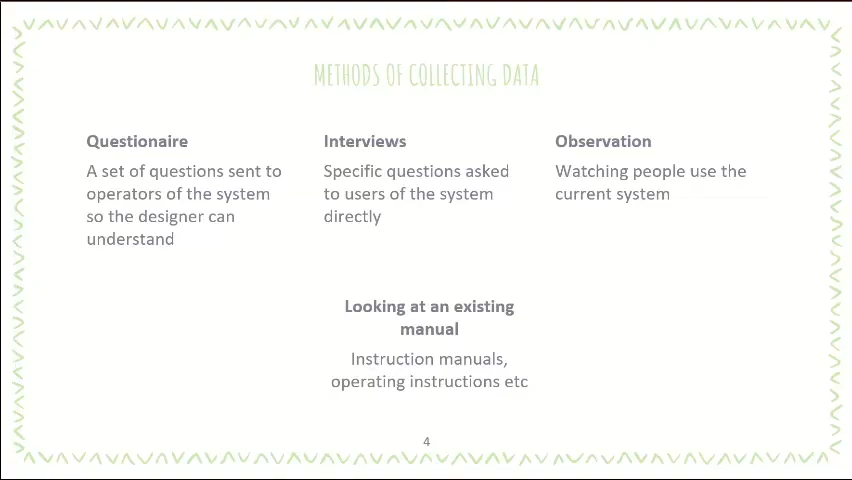 METHODS OF COLLECTING DATA
Questionaire
A set of questions sent to
operators of the system
so the designer can
understand
Interviews
Specific questions asked
to users of the system
directly
Observation
Watching people use the
current system
Looking at an existing
manual
Instruction manuals,
operating instructions etc
4